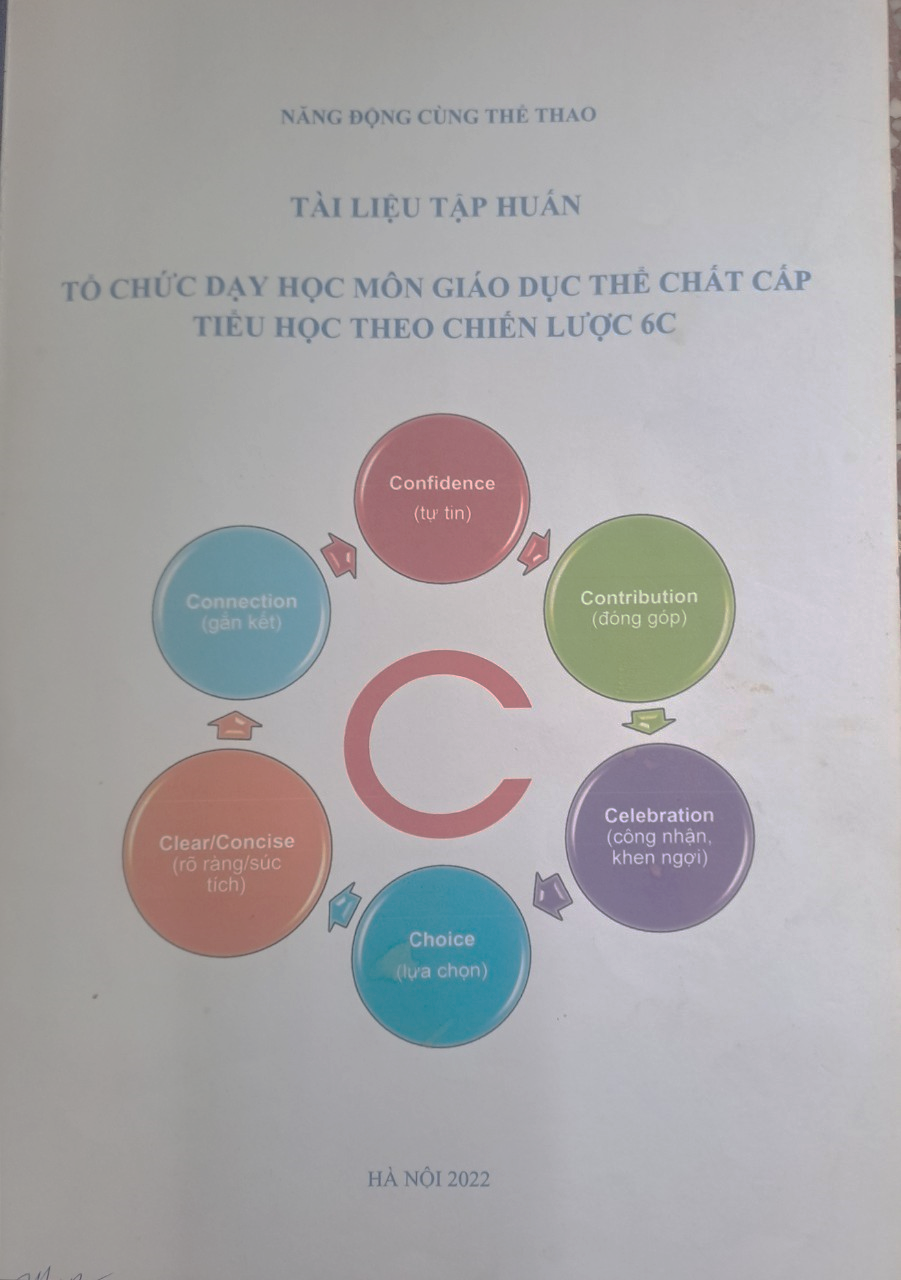 NĂNG ĐỘNG CÙNG THỂ THAO
TÀI LIỆU TẬP HUẤN
TỔ CHỨC DẠY HỌC MÔN GIÁO DỤC THỂ CHẤT CẤP
TIỂU HỌC THEO CHIẾN LƯỢC 6C
Confidence
(tự tin)
Contribution
(đóng góp)
Celebration
(công nhận,
khen ngợi)
Choice
(lựa chọn)
Clear/Concise
(rõ ràng/súc
tích)
Connection
(gắn kết)
C
HÀ NỘI 2022